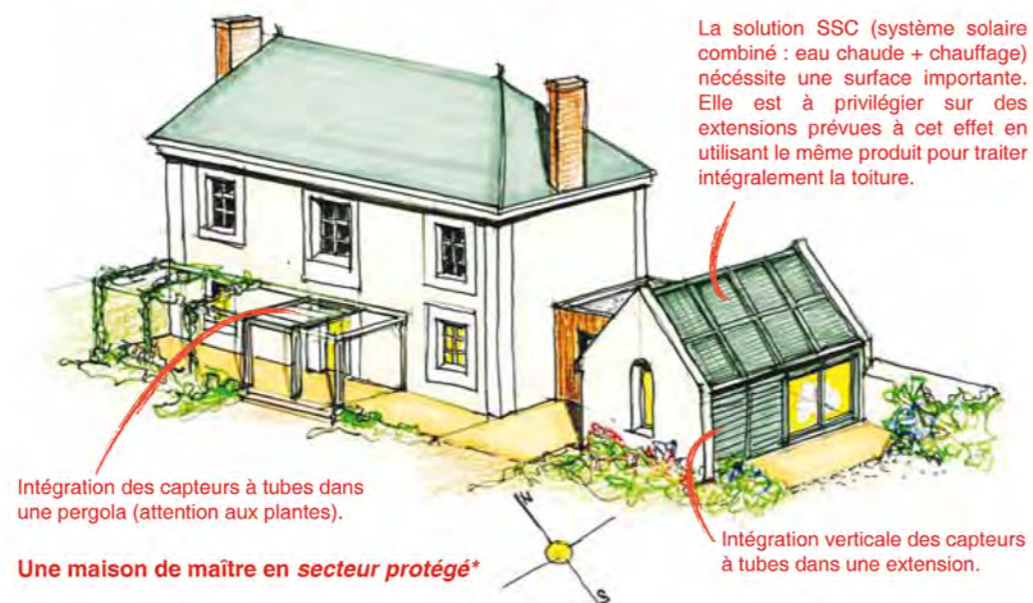 La solution SSC (système solaire
combiné : eau chaude + chauffage)
nécéssite une surface importante.
Elle est à privilégier sur des
extensions prévues à cet effet en
utilisant le même produit pour traiter
intégralement la toiture.
Intégration des capteurs à tubes dans
une pergola (attention aux plantes).
Une maison de maître en secteur protégé*
N
S
Intégration verticale des capteurs
à tubes dans une extension.